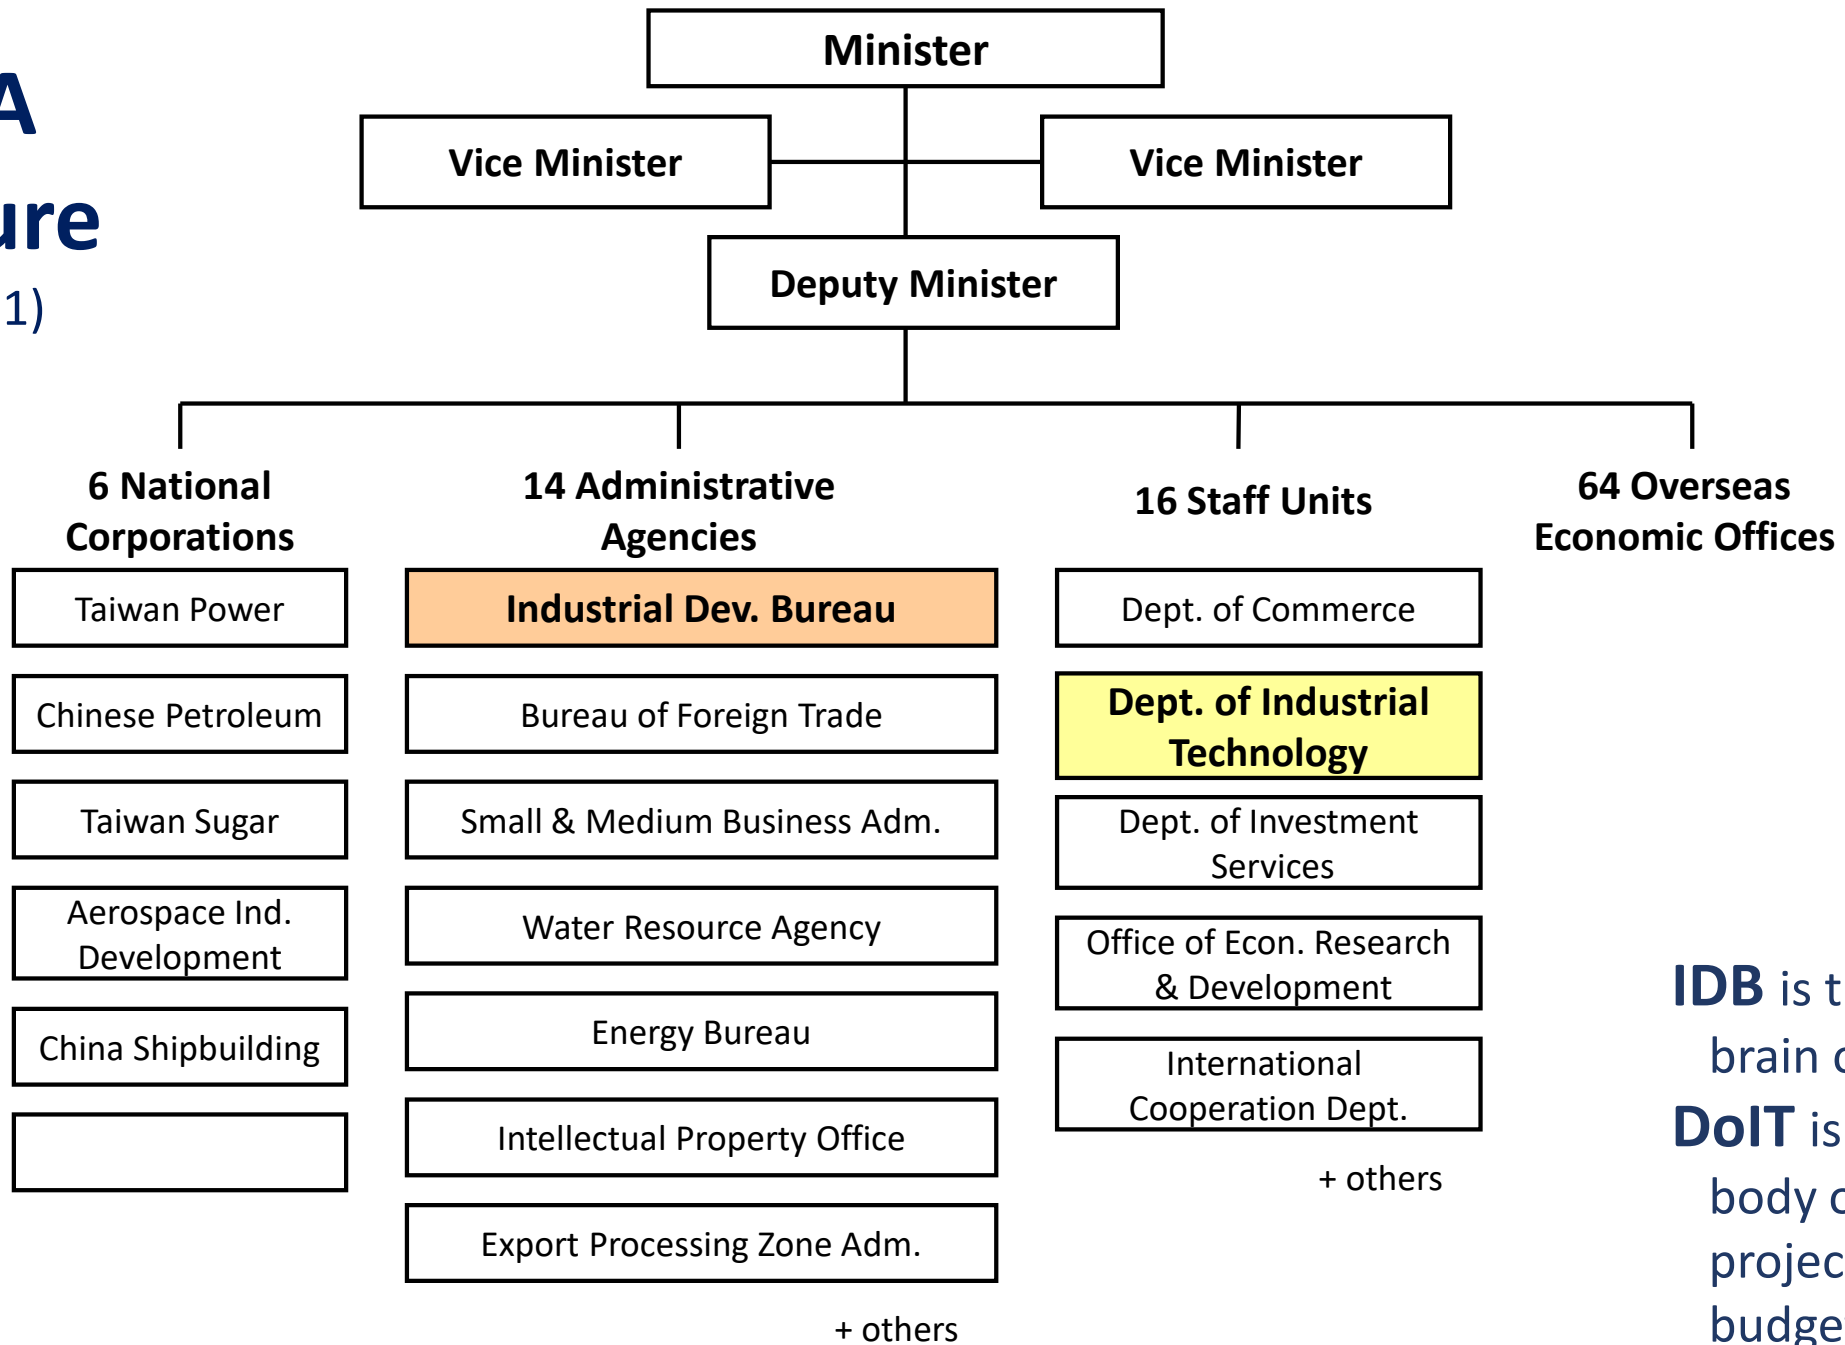 A
ure
1)
Minister
Vice Minister
Vice Minister
Deputy Minister
6 National
Corporations
Taiwan Power
Chinese Petroleum
Taiwan Sugar
Aerospace Ind.
Development
China Shipbuilding
14 Administrative
Agencies
Industrial Dev. Bureau
Bureau of Foreign Trade
Small & Medium Business Adm.
Water Resource Agency
Energy Bureau
Intellectual Property Office
Export Processing Zone Adm.
+ others
16 Staff Units
Dept. of Commerce
Dept. of Industrial
Technology
Dept. of Investment
Services
Office of Econ. Research
& Development
International
Cooperation Dept.
+ others
64 Overseas
Economic Offices
IDB is t
brain
DoIT is
body
projec
budge